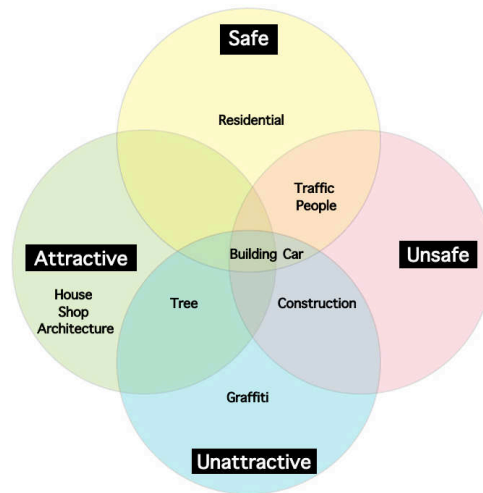 Safe
Residential
Traffic
People
Attractive
Building Car
Unsafe
House
Shop
Architecture
Tree
Construction
Graffiti
Unattractive